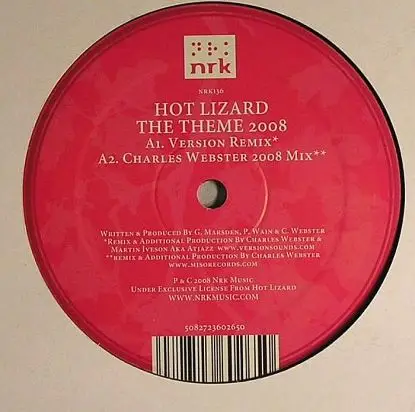 nrk
NRK136
HOT LIZARD
THE THEME 2008
A1. VERSION REMIX*
A2. CHARLES WEBSTER 2008 MIX**
WRITTEN & PRODUCED BY G. MARSDEN, P. WAIN & C. WEBSTER
*REMIX & ADDITIONAL PRODUCTION BY CHARLES WEBSTER &
MARTIN IVESON AKA ATJAZZ WWW.VERSIONSOUNDS.COM
**REMIX & ADDITIONAL PRODUCTION BY CHARLES WEBSTER
WWW.MISORECORDS.COM
P & C 2008 NRK MUSIC
UNDER EXCLUSIVE LICENSE FROM HOT LIZARD
WWW.NRKMUSIC.COM
5082723602650